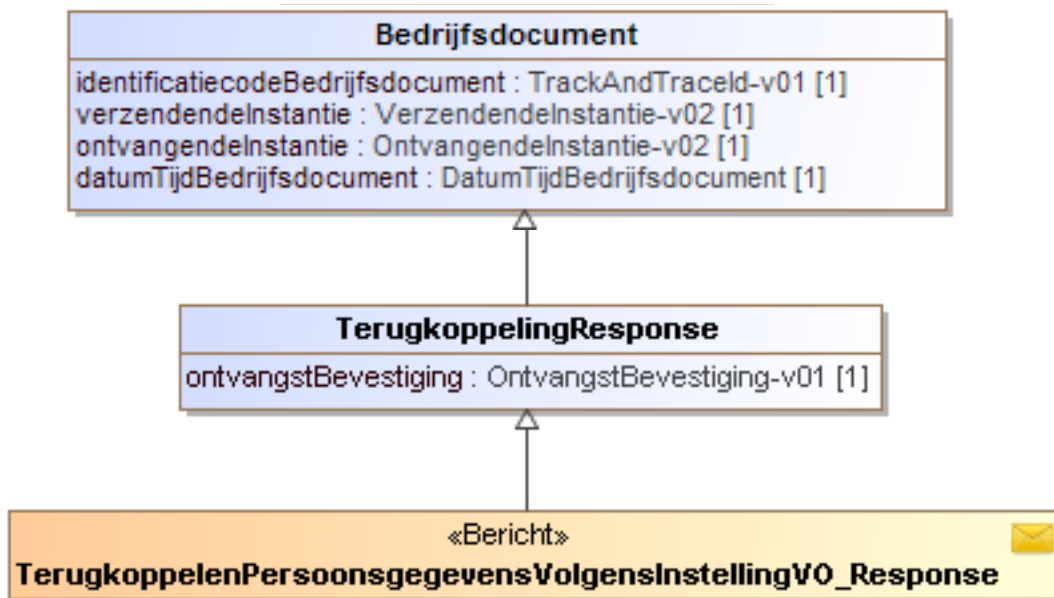 Bedrijfsdocument
identificatiecodeBedrijfsdocument : TrackAndTraceId-v01 [1]
verzendendeInstantie : VerzendendeInstantie-v02 [1]
ontvangendeInstantie : OntvangendeInstantie-v02 [1]
datumTijdBedrijfsdocument : DatumTijdBedrijfsdocument [1]
TerugkoppelingResponse
ontvangstBevestiging : OntvangstBevestiging-v01 [1]
«Bericht»
TerugkoppelenPersoonsgegevensVolgensInstellingVO_Response